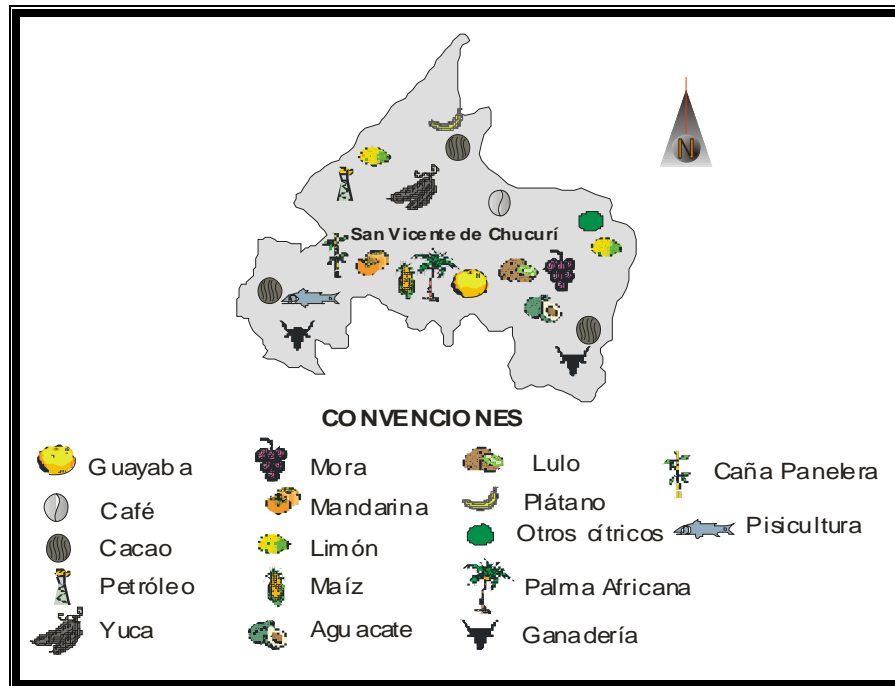 N
San Vicente de Chucurí
CONVENCIONES
Guayaba
Café
Cacao
Petróleo
Yuca
Mora
Mandarina
Limón
Maíz
Aguacate
Lulo
Plátano
Otros cítricos
Palma Africana
Ganadería
Caña Panelera
Pisicultura